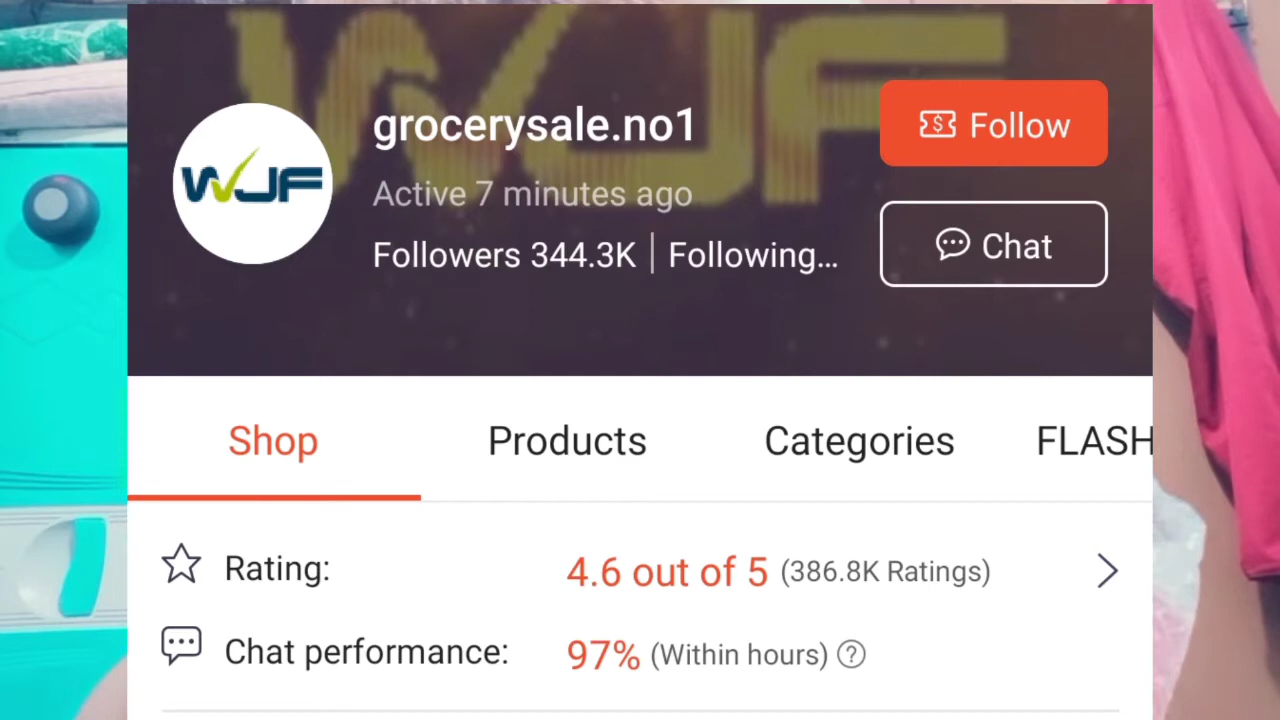 WJF
WJF
grocerysale.no1
Active 7 minutes ago
Followers 344.3K | Following...
Follow
Chat
Shop
Products
Categories
FLASH
Rating:
4.6 out of 5 (386.8K Ratings)
Chat performance:
97% (Within hours) ?